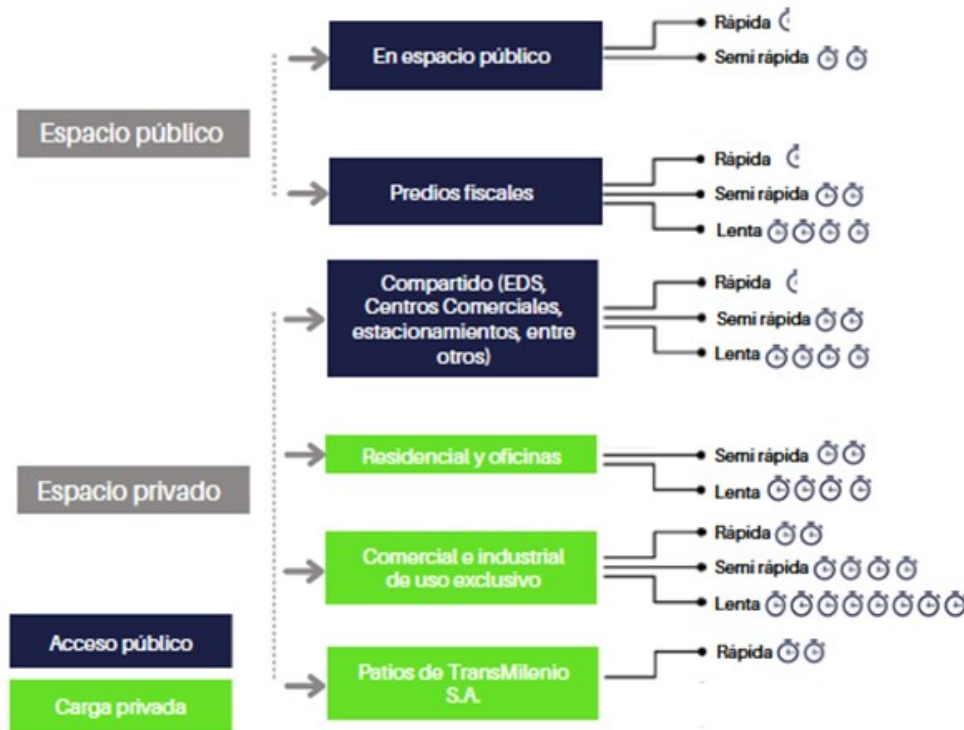 Espacio público
En espacio público
Rápida
Semi rápida
Predios fiscales
Rápida
Semi rápida
Lenta
Espacio privado
Compartido (EDS,
Centros Comerciales,
estacionamientos, entre
otros)
Rápida
Semi rápida
Lenta
Residencial y oficinas
Semi rápida
Lenta
Comercial e industrial
de uso exclusivo
Rápida
Semi rápida
Lenta
Patios de TransMilenio
S.A.
Rápida
Acceso público
Carga privada